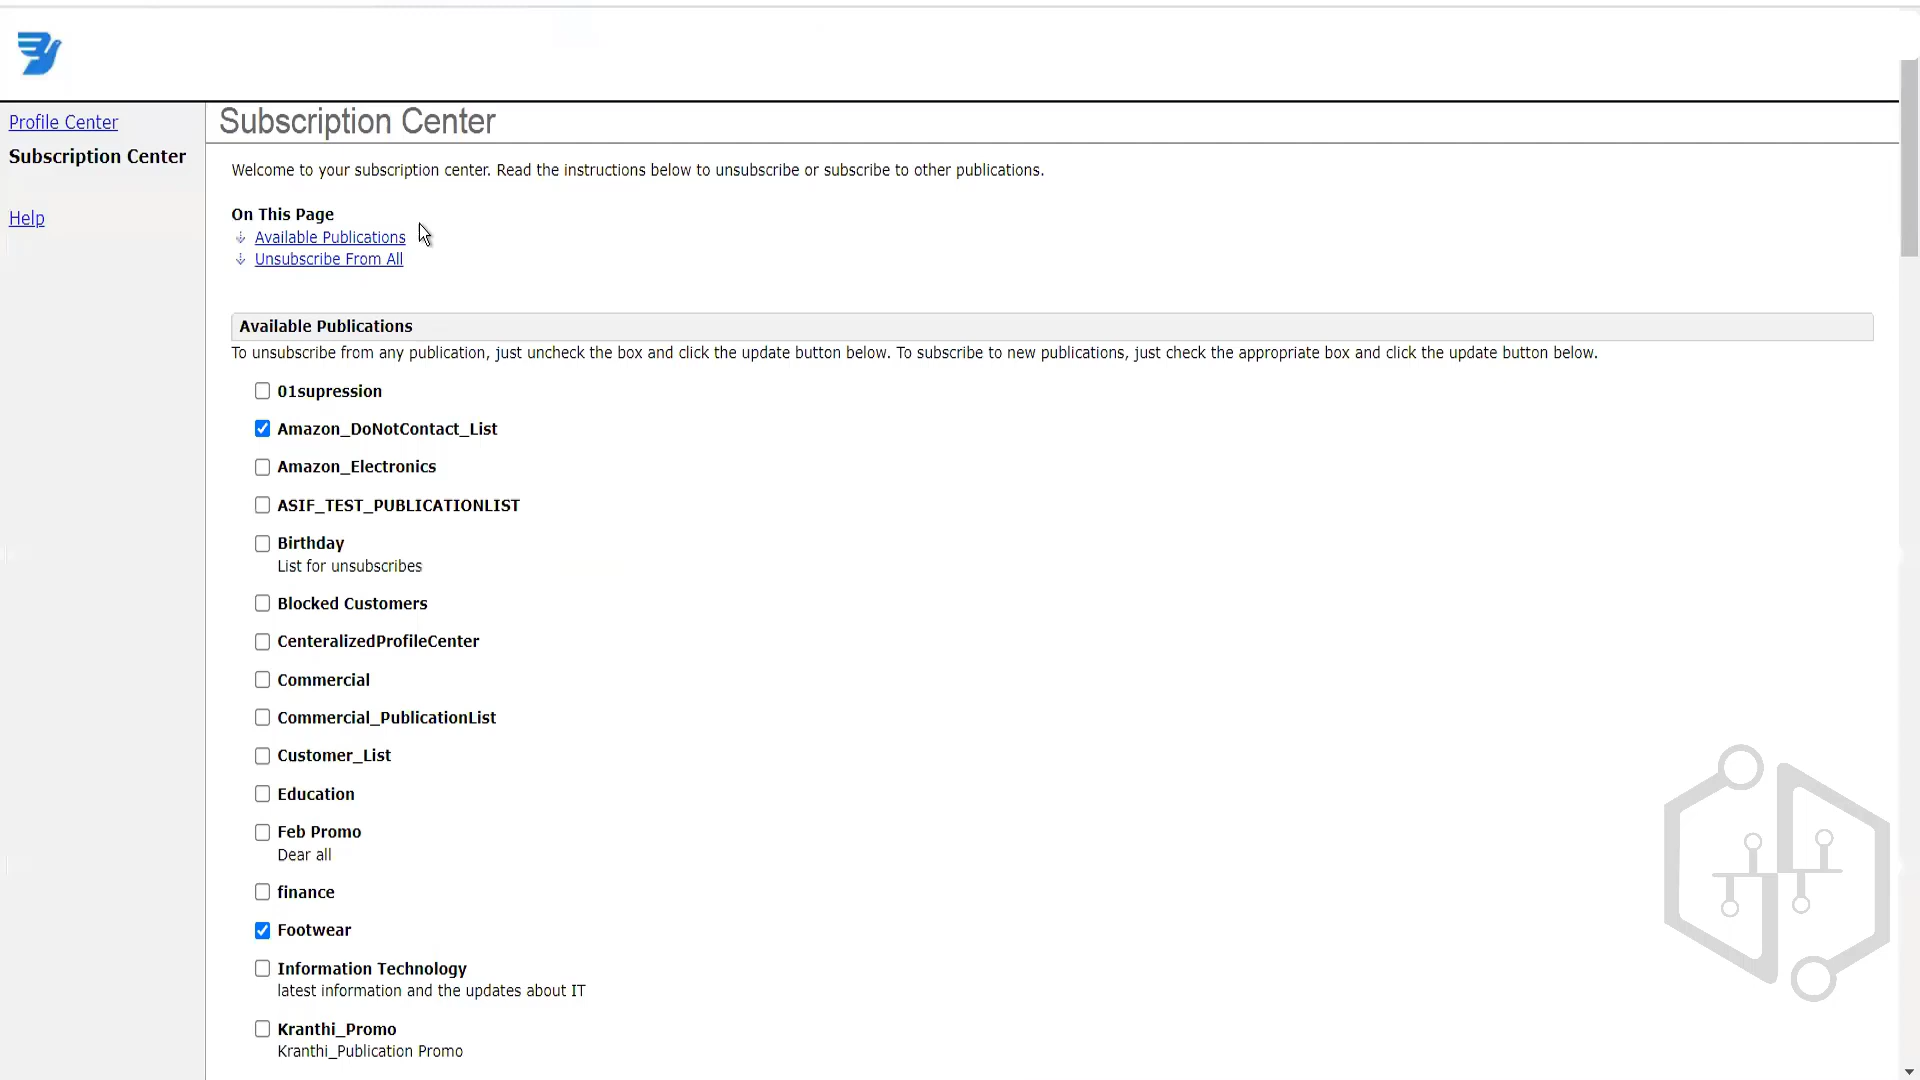 Profile Center
Subscription Center
Help
Subscription Center
Welcome to your subscription center. Read the instructions below to unsubscribe or subscribe to other publications.
On This Page
Available Publications
Unsubscribe From All
Available Publications
To unsubscribe from any publication, just uncheck the box and click the update button below. To subscribe to new publications, just check the appropriate box and click the update button below.
01supression
Amazon_DoNotContact_List
Amazon_Electronics
ASIF_TEST_PUBLICATIONLIST
Birthday
List for unsubscribes
Blocked Customers
CenteralizedProfileCenter
Commercial
Commercial_PublicationList
Customer_List
Education
Feb Promo
Dear all
finance
Footwear
Information Technology
latest information and the updates about IT
Kranthi_Promo
Kranthi_Publication Promo